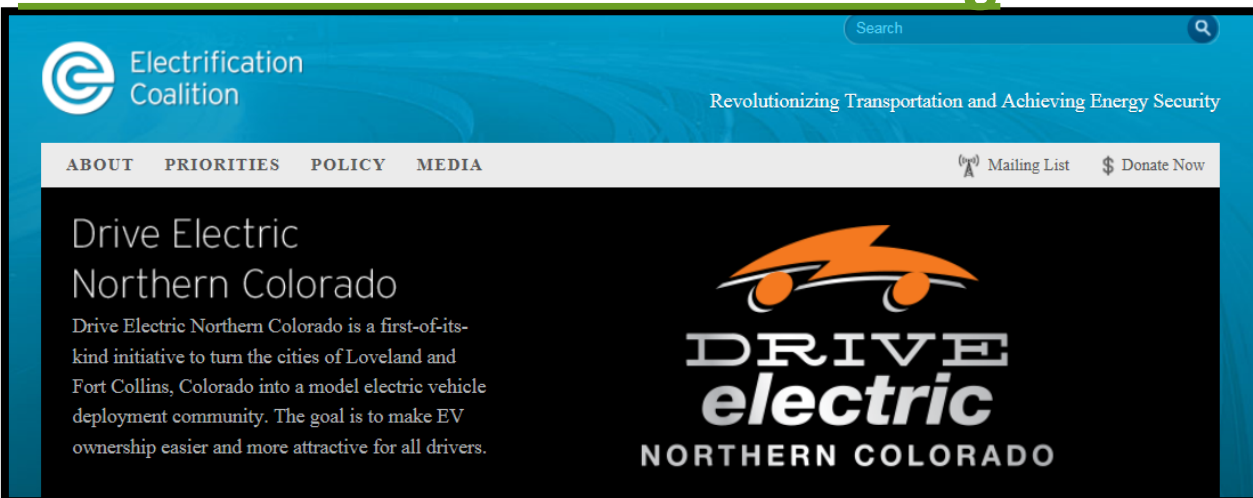 Search
Electrification
Coalition
Revolutionizing Transportation and Achieving Energy Security
ABOUT PRIORITIES POLICY MEDIA Mailing List $ Donate Now
Drive Electric
Northern Colorado
Drive Electric Northern Colorado is a first-of-its-
kind initiative to turn the cities of Loveland and
Fort Collins, Colorado into a model electric vehicle
deployment community. The goal is to make EV
ownership easier and more attractive for all drivers.
DRIVE
electric
NORTHERN COLORADO